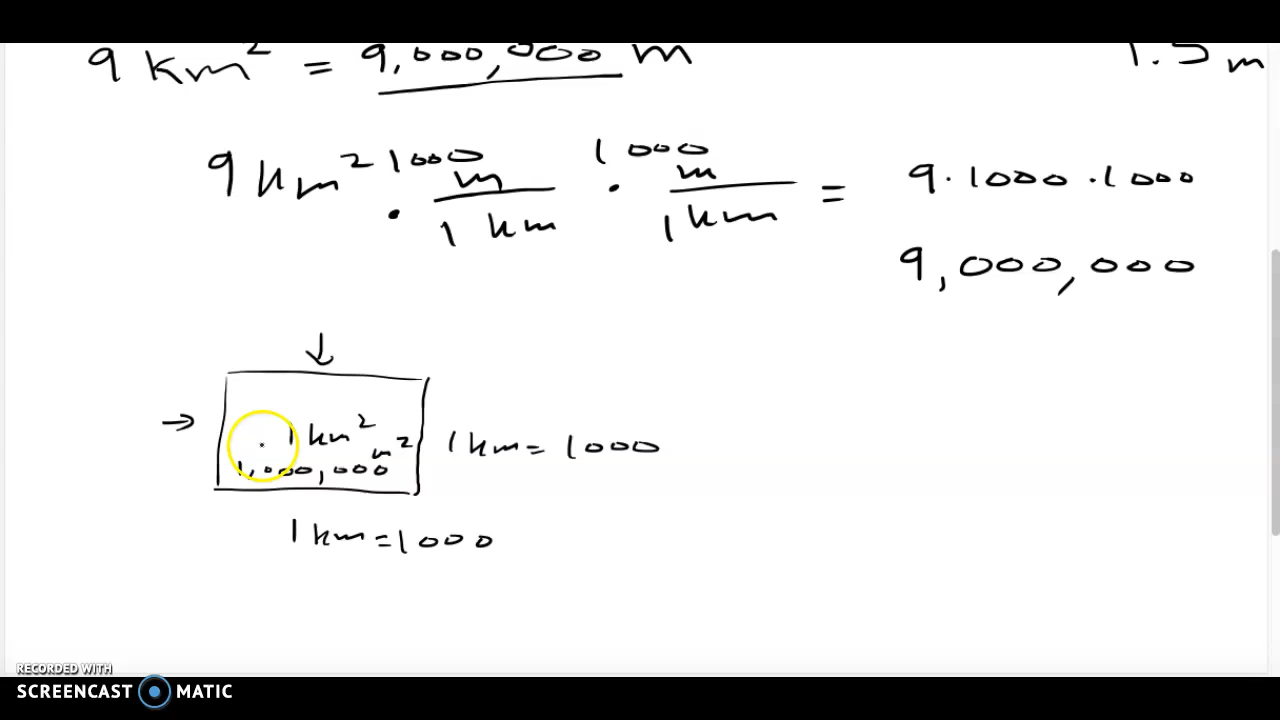 9 km² = 9,000,000 m
1.5 m
9 km² · 1000 m / 1 km · 1000 m / 1 km = 9·1000·1000
9,000,000
↓
→ 1 km²
1,000,000 m²
1 km = 1000
1 km = 1000
RECORDED WITH
SCREENCAST MATIC